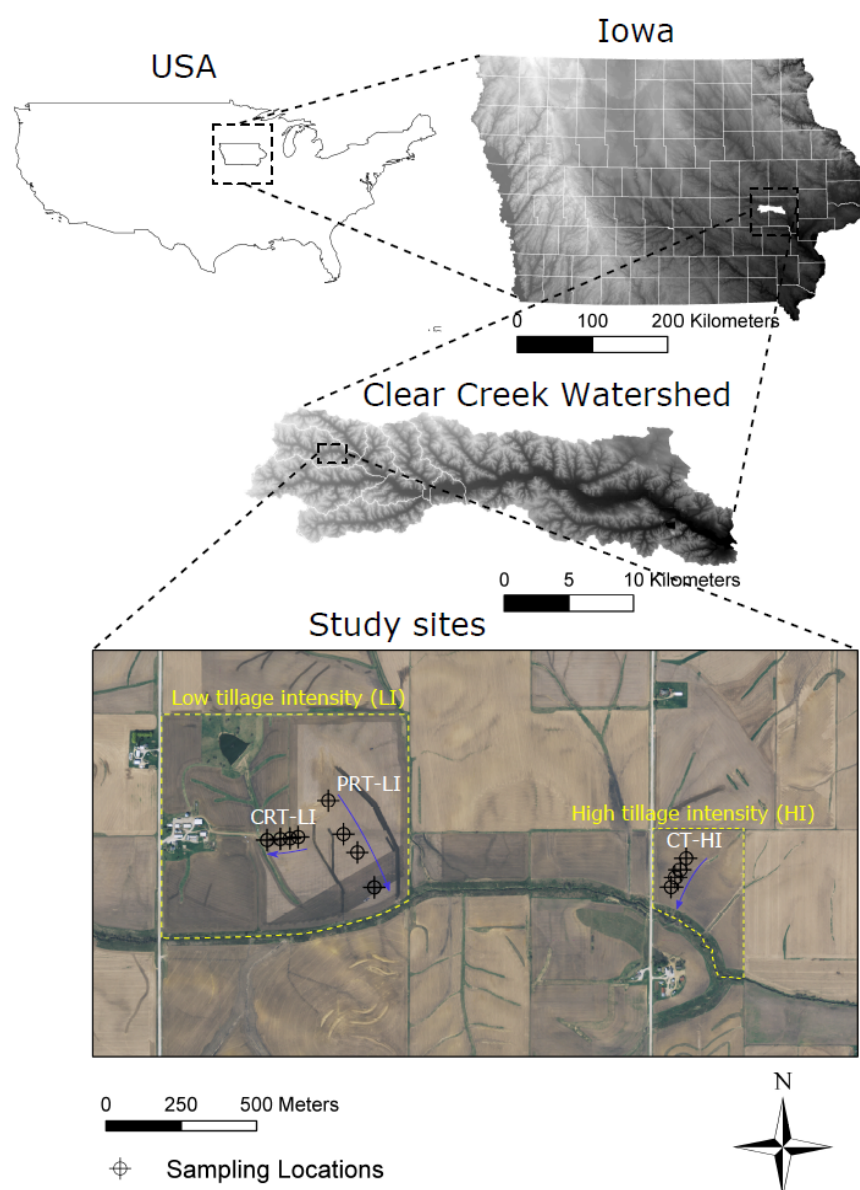 USA
Iowa
0 100 200 Kilometers
Clear Creek Watershed
0 5 10 Kilometers
Study sites
Low tillage intensity (LI)
PRT-LI
CRT-LI
High tillage intensity (HI)
CT-HI
0 250 500 Meters
Sampling Locations
N